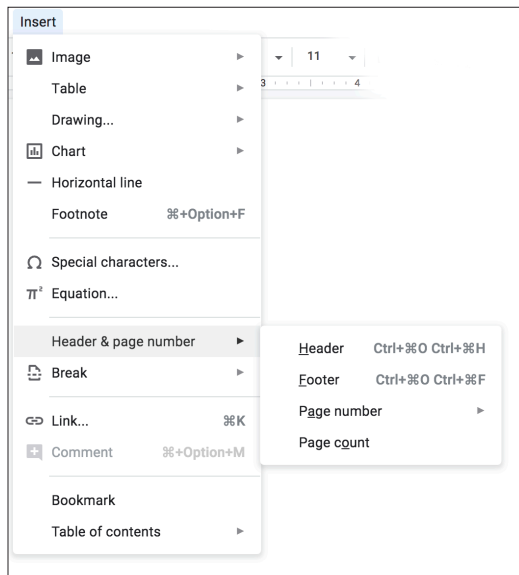 Insert
11
3 4
Image
Table
Drawing...
Chart
Horizontal line
Footnote ⌘+Option+F
Special characters...
π² Equation...
Header & page number
Header Ctrl+⌘O Ctrl+⌘H
Footer Ctrl+⌘O Ctrl+⌘F
Page number
Page count
Break
Link... ⌘K
Comment ⌘+Option+M
Bookmark
Table of contents